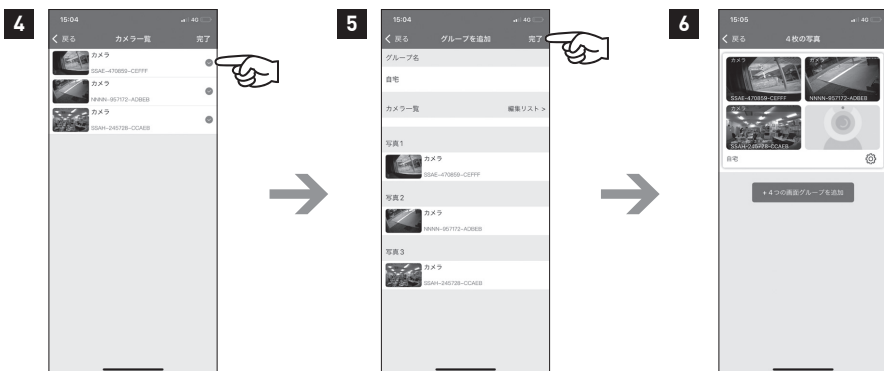 4
15:04
4G
戻る
カメラ一覧
完了
カメラ
SSAE-470859-CEFFF
カメラ
NNNN-957172-ADBEB
カメラ
SSAH-245728-CCAEB
5
15:04
4G
戻る
グループを追加
完了
グループ名
自宅
カメラ一覧
編集リスト >
写真1
カメラ
SSAE-470859-CEFFF
写真2
カメラ
NNNN-957172-ADBEB
写真3
カメラ
SSAH-245728-CCAEB
6
15:05
4G
戻る
4枚の写真
カメラ
カメラ
SSAE-470859-CEFFF
NNNN-957172-ADBEB
カメラ
SSAH-245728-CCAEB
自宅
+4つの画面グループを追加